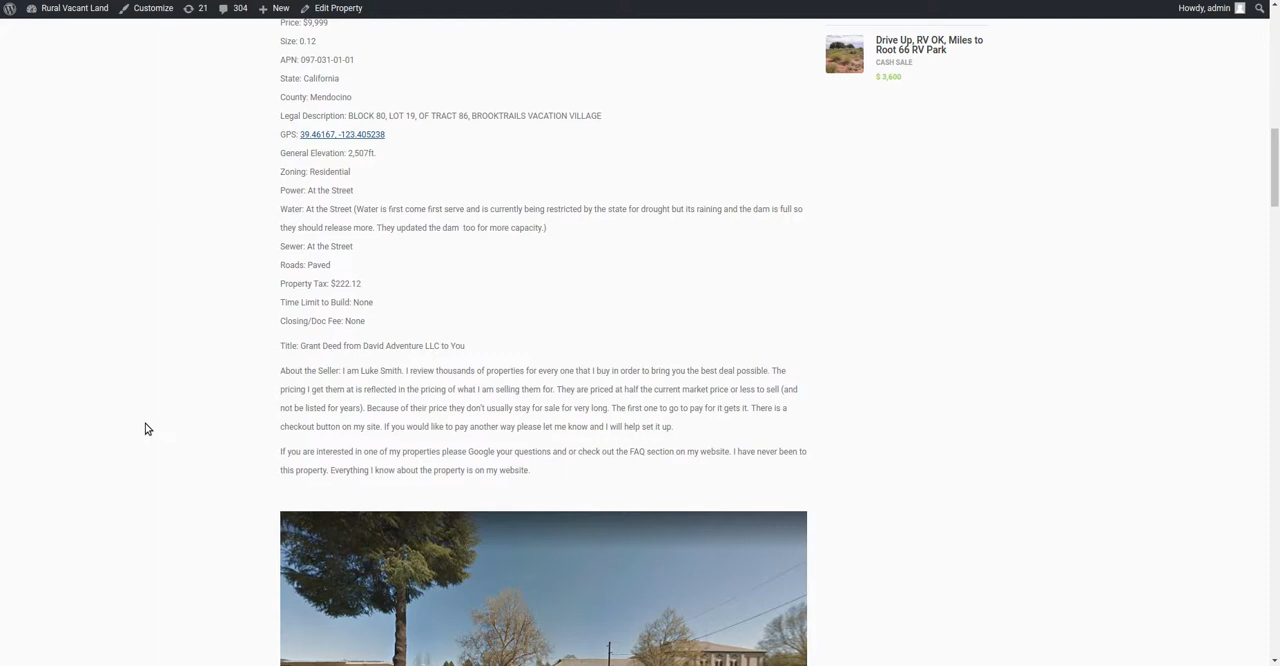 Rural Vacant Land Customize 21 304 New Edit Property Howdy, admin
Price: $9,999
Size: 0.12
APN: 097-031-01-01
State: California
County: Mendocino
Legal Description: BLOCK 80, LOT 19, OF TRACT 86, BROOKTRAILS VACATION VILLAGE
GPS: 39.46167, -123.405238
General Elevation: 2,507ft.
Zoning: Residential
Power: At the Street
Water: At the Street (Water is first come first serve and is currently being restricted by the state for drought but its raining and the dam is full so
they should release more. They updated the dam too for more capacity.)
Sewer: At the Street
Roads: Paved
Property Tax: $222.12
Time Limit to Build: None
Closing/Doc Fee: None
Title: Grant Deed from David Adventure LLC to You
About the Seller: I am Luke Smith. I review thousands of properties for every one that I buy in order to bring you the best deal possible. The
pricing I get them at is reflected in the pricing of what I am selling them for. They are priced at half the current market price or less to sell (and
not be listed for years). Because of their price they don't usually stay for sale for very long. The first one to go to pay for it gets it. There is a
checkout button on my site. If you would like to pay another way please let me know and I will help set it up.
If you are interested in one of my properties please Google your questions and or check out the FAQ section on my website. I have never been to
this property. Everything I know about the property is on my website.
Drive Up, RV OK, Miles to
Root 66 RV Park
CASH SALE
$ 3,600